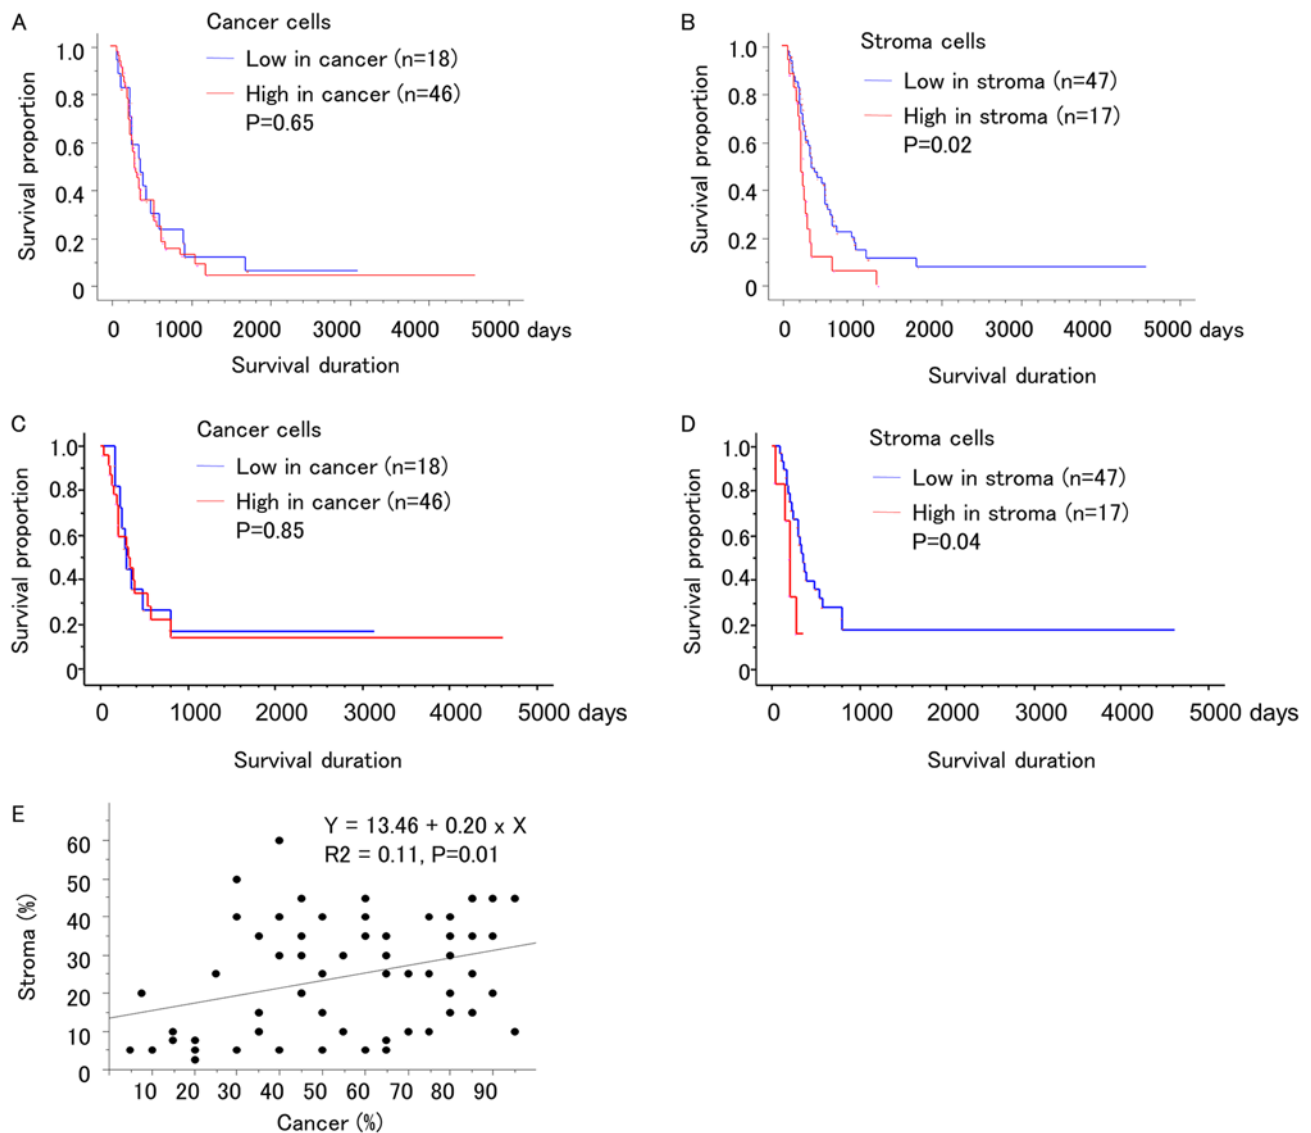 A
Cancer cells
Low in cancer (n=18)
High in cancer (n=46)
P=0.65
Survival proportion
1.0
0.8
0.6
0.4
0.2
0
0 1000 2000 3000 4000 5000 days
Survival duration
B
Stroma cells
Low in stroma (n=47)
High in stroma (n=17)
P=0.02
Survival proportion
1.0
0.8
0.6
0.4
0.2
0
0 1000 2000 3000 4000 5000 days
Survival duration
C
Cancer cells
Low in cancer (n=18)
High in cancer (n=46)
P=0.85
Survival proportion
1.0
0.8
0.6
0.4
0.2
0
0 1000 2000 3000 4000 5000 days
Survival duration
D
Stroma cells
Low in stroma (n=47)
High in stroma (n=17)
P=0.04
Survival proportion
1.0
0.8
0.6
0.4
0.2
0
0 1000 2000 3000 4000 5000 days
Survival duration
E
Y = 13.46 + 0.20 x X
R2 = 0.11, P=0.01
Stroma (%)
60
50
40
30
20
10
0
10 20 30 40 50 60 70 80 90
Cancer (%)